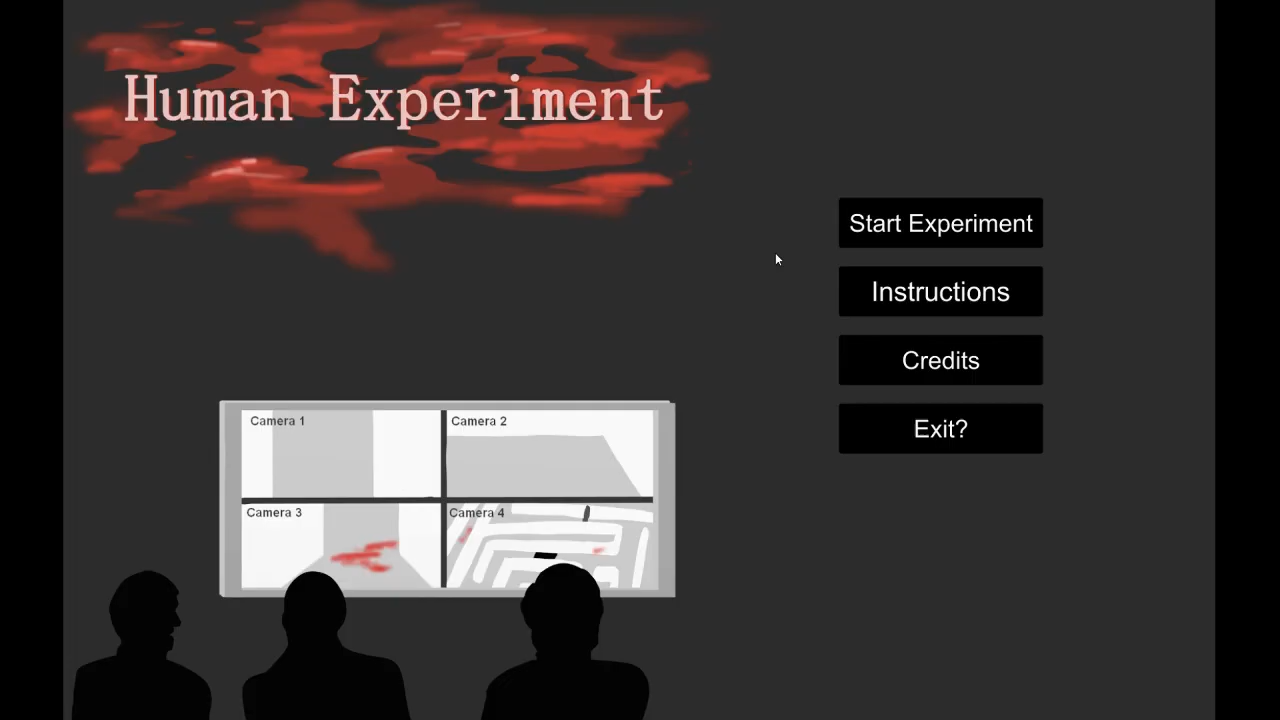 Human Experiment
Start Experiment
Instructions
Credits
Exit?
Camera 1
Camera 2
Camera 3
Camera 4